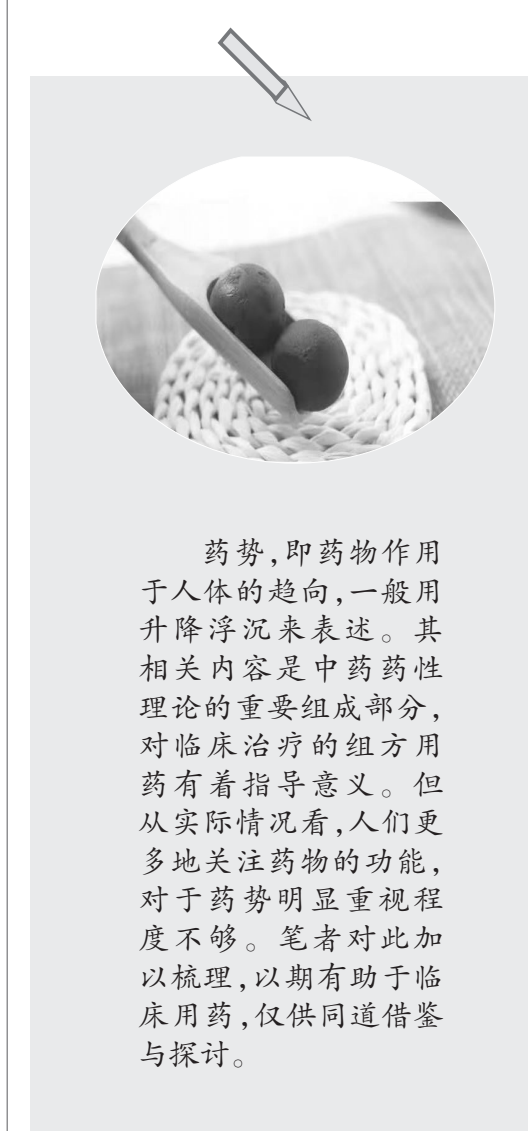 药势,即药物作用
于人体的趋向,一般用
升降浮沉来表述。其
相关内容是中药药性
理论的重要组成部分,
对临床治疗的组方用
药有着指导意义。但
从实际情况看,人们更
多地关注药物的功能,
对于药势明显重视程
度不够。笔者对此加
以梳理,以期有助于临
床用药,仅供同道借鉴
与探讨。